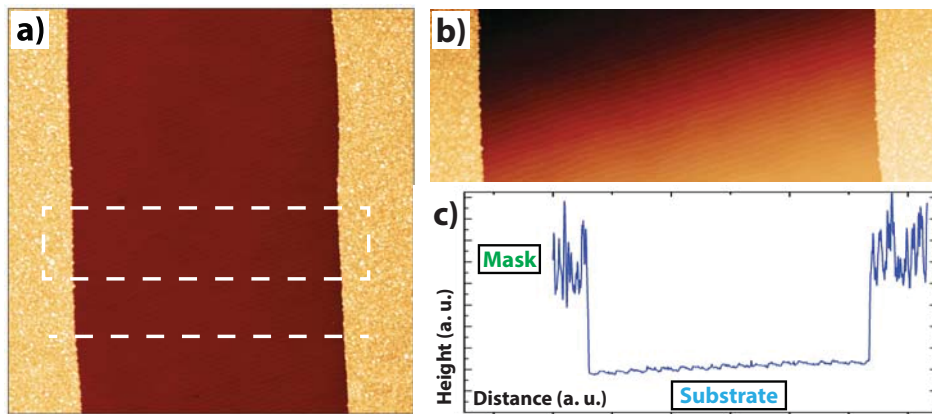 a)
b)
c)
Mask
Height (a. u.)
Distance (a. u.)
Substrate